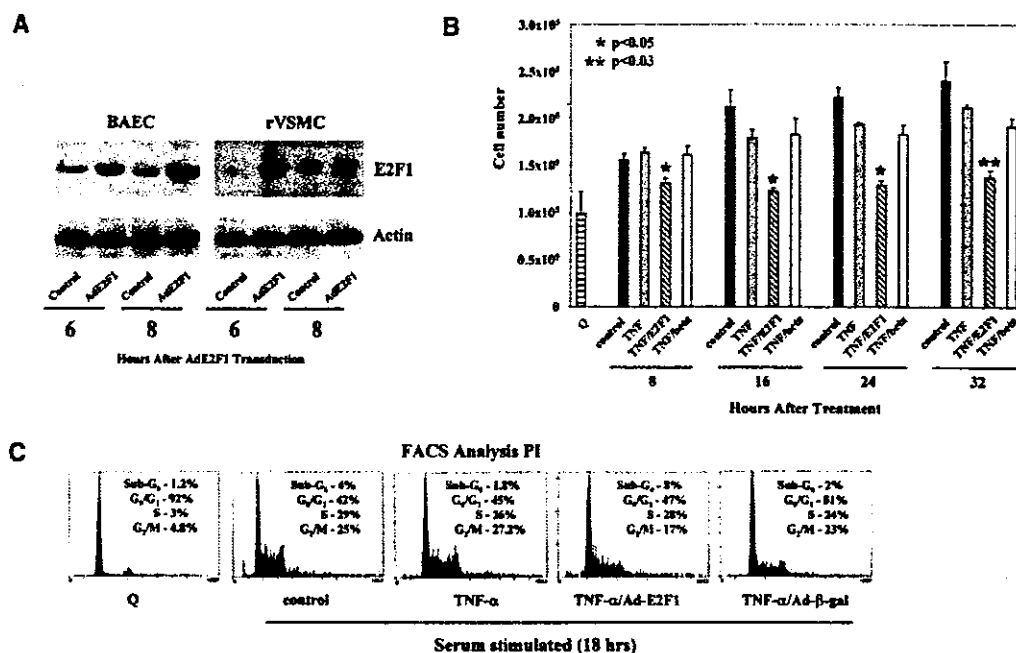 A
BAEC rVSMC
E2F1
Actin
Control AdE2F1 Control AdE2F1 Control AdE2F1 Control AdE2F1
6 8 6 8
Hours After AdE2F1 Transduction
B
* p<0.05
** p<0.03
Cell number
3.0x10⁵
2.5x10⁵
2.0x10⁵
1.5x10⁵
1.0x10⁵
0.5x10⁵
0
* * * **
Q control TNF TNF/E2F1 TNF/beta control TNF TNF/E2F1 TNF/beta control TNF TNF/E2F1 TNF/beta control TNF TNF/E2F1 TNF/beta
8 16 24 32
Hours After Treatment
C
FACS Analysis PI
Sub-G₀ - 1.2%
G₀/G₁ - 92%
S - 3%
G₂/M - 4.8%
Q
Sub-G₀ - 4%
G₀/G₁ - 42%
S - 29%
G₂/M - 25%
control
Sub-G₀ - 1.8%
G₀/G₁ - 45%
S - 26%
G₂/M - 27.2%
TNF-α
Sub-G₀ - 8%
G₀/G₁ - 47%
S - 28%
G₂/M - 17%
TNF-α/Ad-E2F1
Sub-G₀ - 2%
G₀/G₁ - 51%
S - 24%
G₂/M - 23%
TNF-α/Ad-β-gal
Serum stimulated (18 hrs)